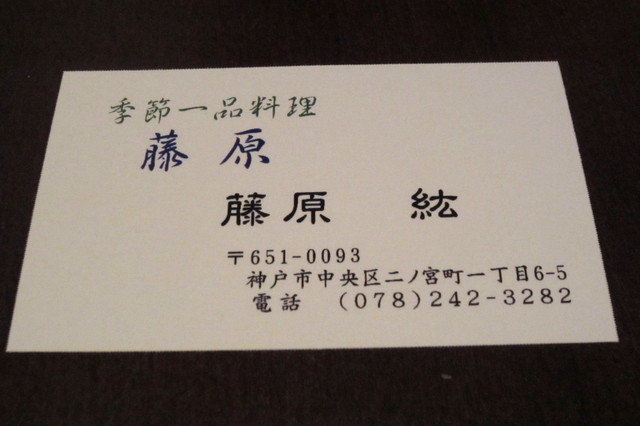 季節一品料理
藤原
藤原 紘
〒651-0093
神戸市中央区二ノ宮町一丁目6-5
電話 (078)242-3282